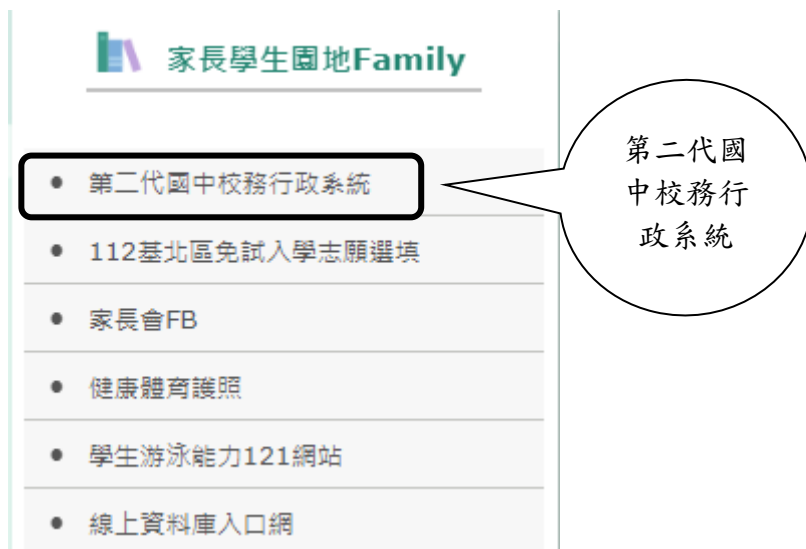 家長學生園地Family
第二代國中校務行政系統
112基北區免試入學志願選填
家長會FB
健康體育護照
學生游泳能力121網站
線上資料庫入口網
第二代國
中校務行
政系統